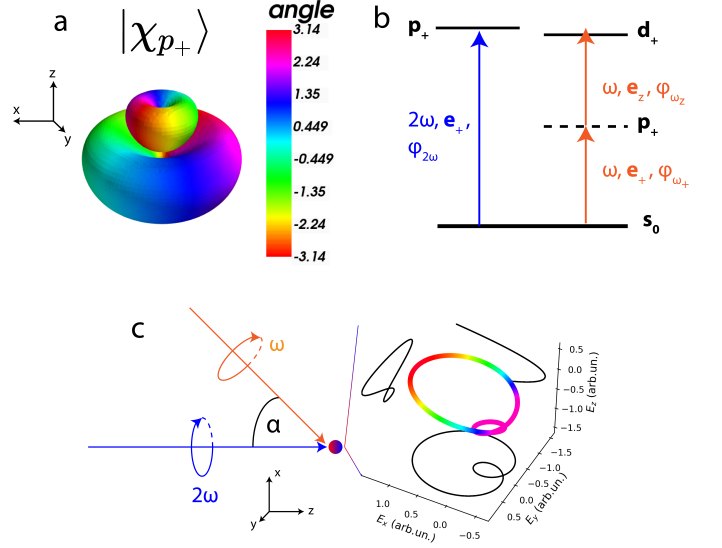 a
|χp+⟩
z
x
y
angle
3.14
2.24
1.35
0.449
-0.449
-1.35
-2.24
-3.14
b
p+
d+
2ω, e+,
φ2ω
ω, ez, φωz
p+
ω, e+, φω+
s0
c
ω
α
2ω
x
y
z
0.5
0.0
−0.5
−1.0
−1.5
Ez (arb.un.)
−1.5
−1.0
−0.5
0.0
0.5
Ey (arb.un.)
1.0
0.5
0.0
−0.5
Ex (arb.un.)